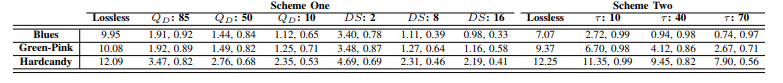 Scheme One Scheme Two
Lossless Q_D: 85 Q_D: 50 Q_D: 10 DS: 2 DS: 8 DS: 16 Lossless τ: 10 τ: 40 τ: 70
Blues 9.95 1.91, 0.92 1.44, 0.84 1.12, 0.65 3.40, 0.78 1.11, 0.39 0.98, 0.33 7.07 2.72, 0.99 0.94, 0.98 0.74, 0.97
Green-Pink 10.08 1.92, 0.89 1.49, 0.82 1.25, 0.71 3.48, 0.87 1.27, 0.64 1.16, 0.58 9.37 6.70, 0.98 4.12, 0.86 2.67, 0.71
Hardcandy 12.09 3.47, 0.82 2.76, 0.68 2.35, 0.53 4.69, 0.69 2.31, 0.46 2.19, 0.41 12.25 11.35, 0.99 9.45, 0.82 7.90, 0.56